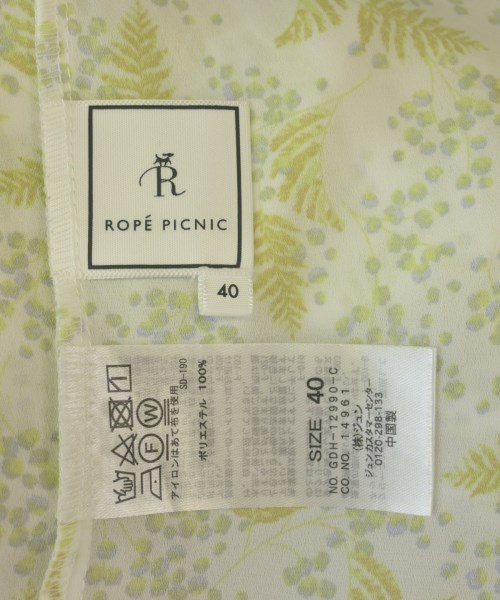 R
ROPÉ PICNIC
40
F W
アイロンはあて布を使用
SD-190
ポリエステル 100%
SIZE 40
NO. GDH-12990-C
CO. NO. 14961
(株)ジュン
ジュンカスタマーセンター
0120-298-133
中国製